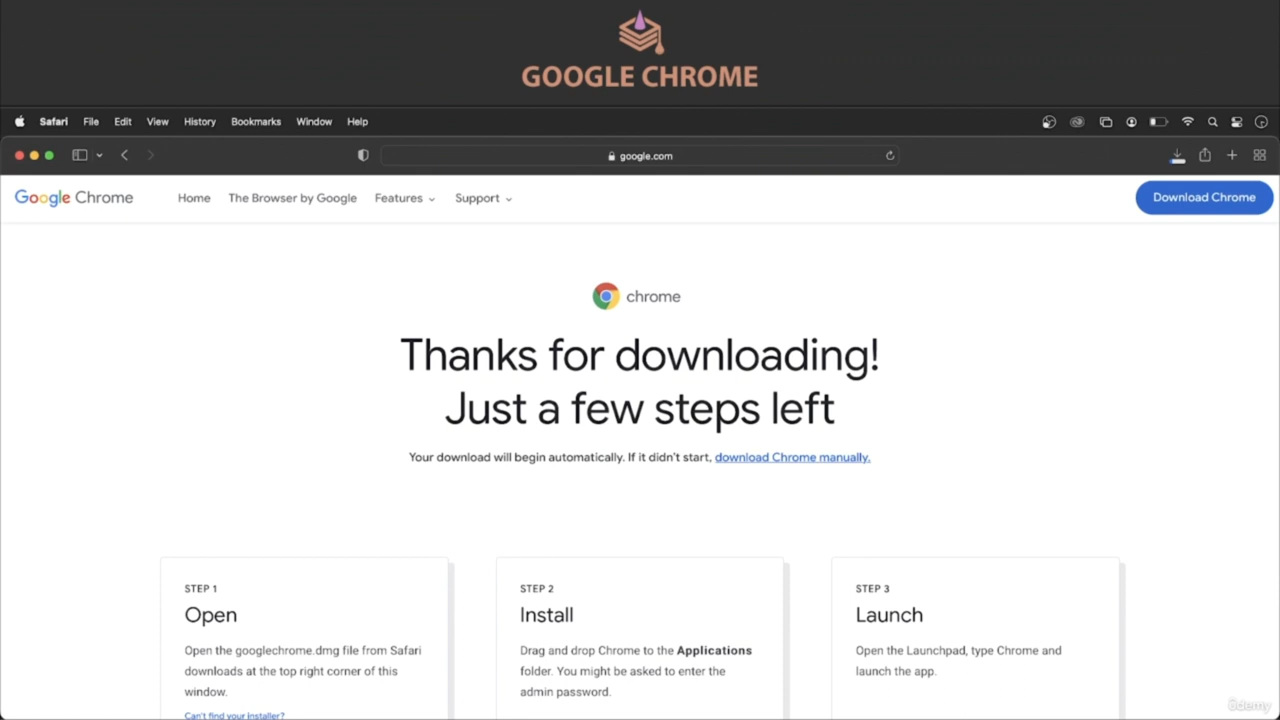 GOOGLE CHROME
Safari File Edit View History Bookmarks Window Help
google.com
Google Chrome Home The Browser by Google Features Support Download Chrome
chrome
Thanks for downloading!
Just a few steps left
Your download will begin automatically. If it didn't start, download Chrome manually.
STEP 1
Open
Open the googlechrome.dmg file from Safari
downloads at the top right corner of this
window.
Can't find your installer?
STEP 2
Install
Drag and drop Chrome to the Applications
folder. You might be asked to enter the
admin password.
STEP 3
Launch
Open the Launchpad, type Chrome and
launch the app.
Udemy